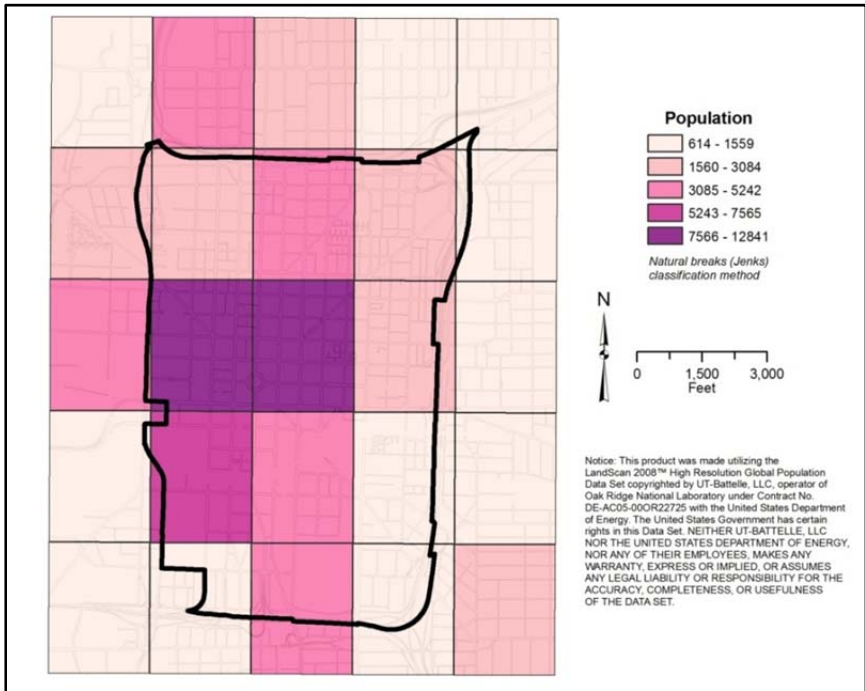 Population
614 - 1559
1560 - 3084
3085 - 5242
5243 - 7565
7566 - 12841
Natural breaks (Jenks)
classification method
N
0 1,500 3,000
Feet
Notice: This product was made utilizing the
LandScan 2008™ High Resolution Global Population
Data Set copyrighted by UT-Battelle, LLC, operator of
Oak Ridge National Laboratory under Contract No.
DE-AC05-00OR22725 with the United States Department
of Energy. The United States Government has certain
rights in this Data Set. NEITHER UT-BATTELLE, LLC
NOR THE UNITED STATES DEPARTMENT OF ENERGY,
NOR ANY OF THEIR EMPLOYEES, MAKES ANY
WARRANTY, EXPRESS OR IMPLIED, OR ASSUMES
ANY LEGAL LIABILITY OR RESPONSIBILITY FOR THE
ACCURACY, COMPLETENESS, OR USEFULNESS
OF THE DATA SET.